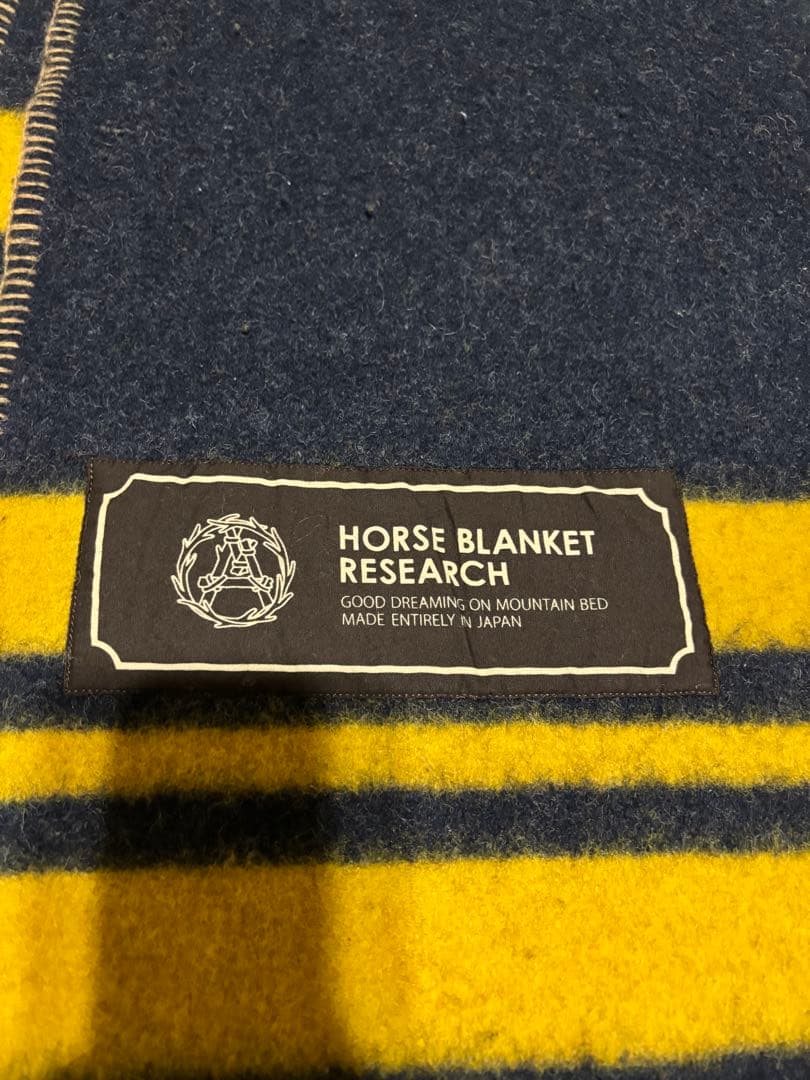 HORSE BLANKET
RESEARCH
GOOD DREAMING ON MOUNTAIN BED
MADE ENTIRELY IN JAPAN